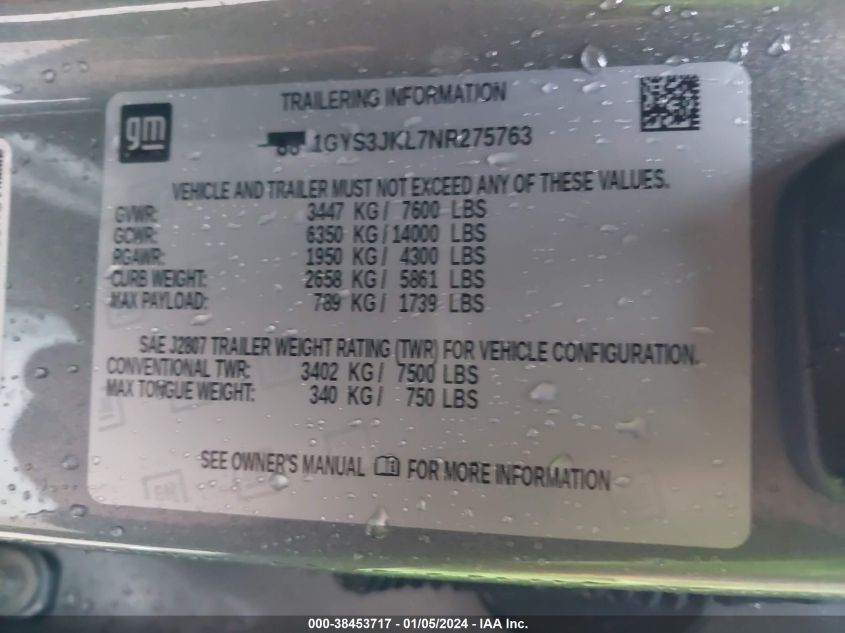 TRAILERING INFORMATION
gm
1GYS3JKL7NR275763
VEHICLE AND TRAILER MUST NOT EXCEED ANY OF THESE VALUES.
GVWR: 3447 KG/ 7600 LBS
GCWR: 6350 KG/14000 LBS
RGAWR: 1950 KG/ 4300 LBS
CURB WEIGHT: 2658 KG/ 5861 LBS
MAX PAYLOAD: 789 KG/ 1739 LBS
SAE J2807 TRAILER WEIGHT RATING (TWR) FOR VEHICLE CONFIGURATION.
CONVENTIONAL TWR: 3402 KG/ 7500 LBS
MAX TONGUE WEIGHT: 340 KG/ 750 LBS
SEE OWNER'S MANUAL FOR MORE INFORMATION
GM
000-38453717 - 01/05/2024 - IAA Inc.